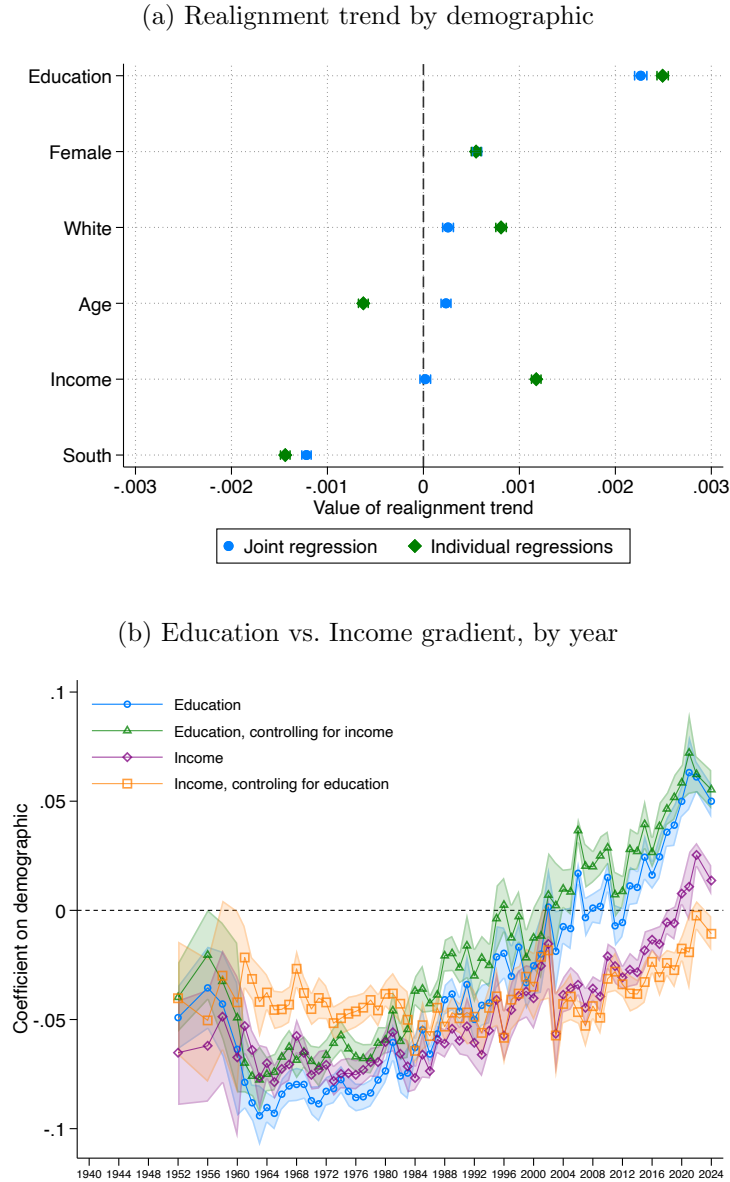 (a) Realignment trend by demographic
Education
Female
White
Age
Income
South
-.003 -.002 -.001 0 .001 .002 .003
Value of realignment trend
Joint regression Individual regressions
(b) Education vs. Income gradient, by year
.1
.05
0
-.05
-.1
Coefficient on demographic
Education
Education, controlling for income
Income
Income, controling for education
1940 1944 1948 1952 1956 1960 1964 1968 1972 1976 1980 1984 1988 1992 1996 2000 2004 2008 2012 2016 2020 2024